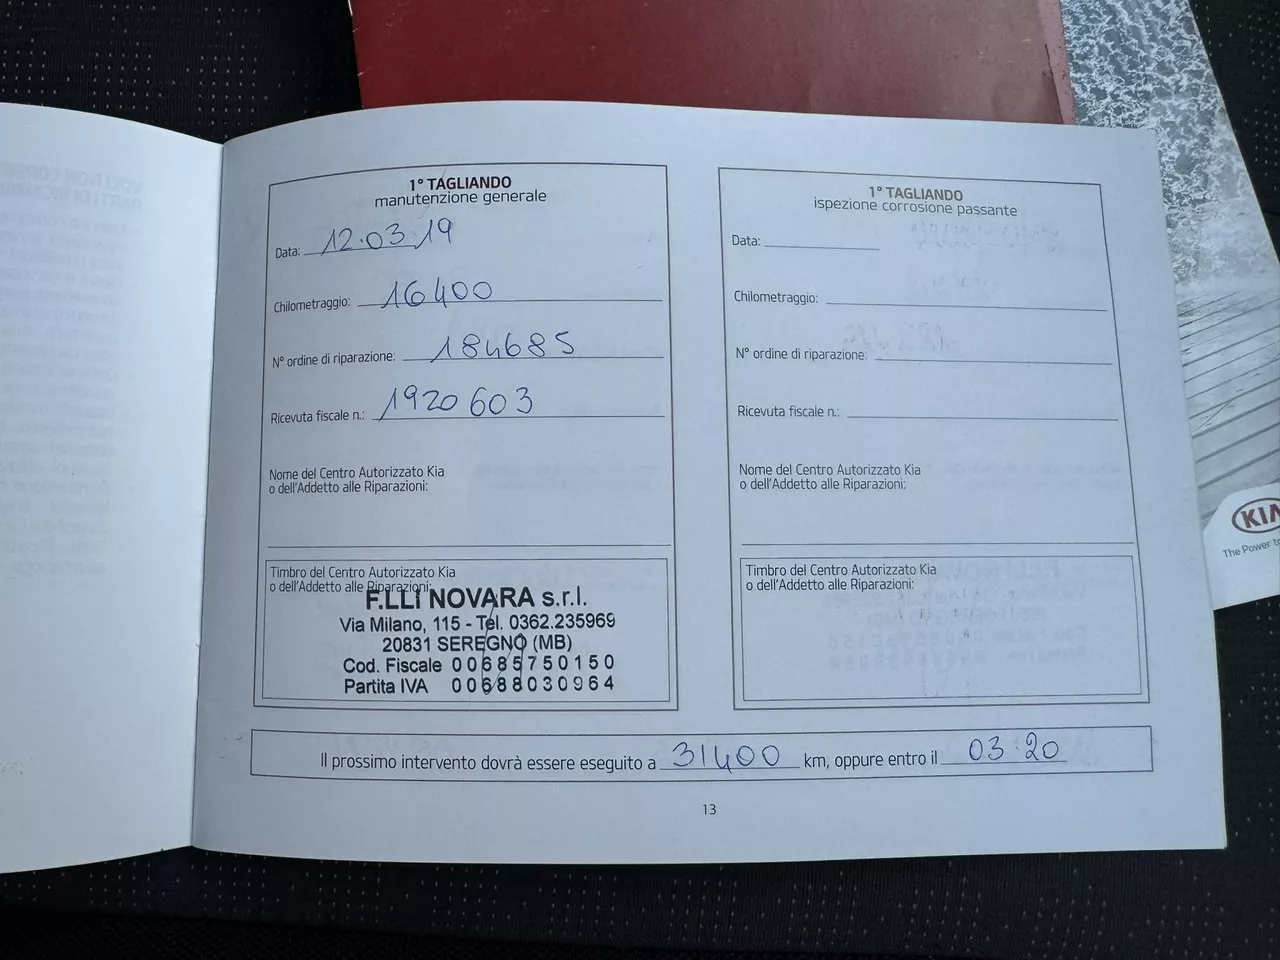 1° TAGLIANDO
manutenzione generale
Data: 12.03.19
Chilometraggio: 16400
N° ordine di riparazione: 184685
Ricevuta fiscale n.: 1920603
Nome del Centro Autorizzato Kia
o dell'Addetto alle Riparazioni:
Timbro del Centro Autorizzato Kia
o dell'Addetto alle Riparazioni:
F.LLI NOVARA s.r.l.
Via Milano, 115 - Tel. 0362.235969
20831 SEREGNO (MB)
Cod. Fiscale 00685750150
Partita IVA 00688030964
1° TAGLIANDO
ispezione corrosione passante
Data:
Chilometraggio:
N° ordine di riparazione:
Ricevuta fiscale n.:
Nome del Centro Autorizzato Kia
o dell'Addetto alle Riparazioni:
Timbro del Centro Autorizzato Kia
o dell'Addetto alle Riparazioni:
Il prossimo intervento dovrà essere eseguito a 31400 km, oppure entro il 03.20
13
KIA
The Power to